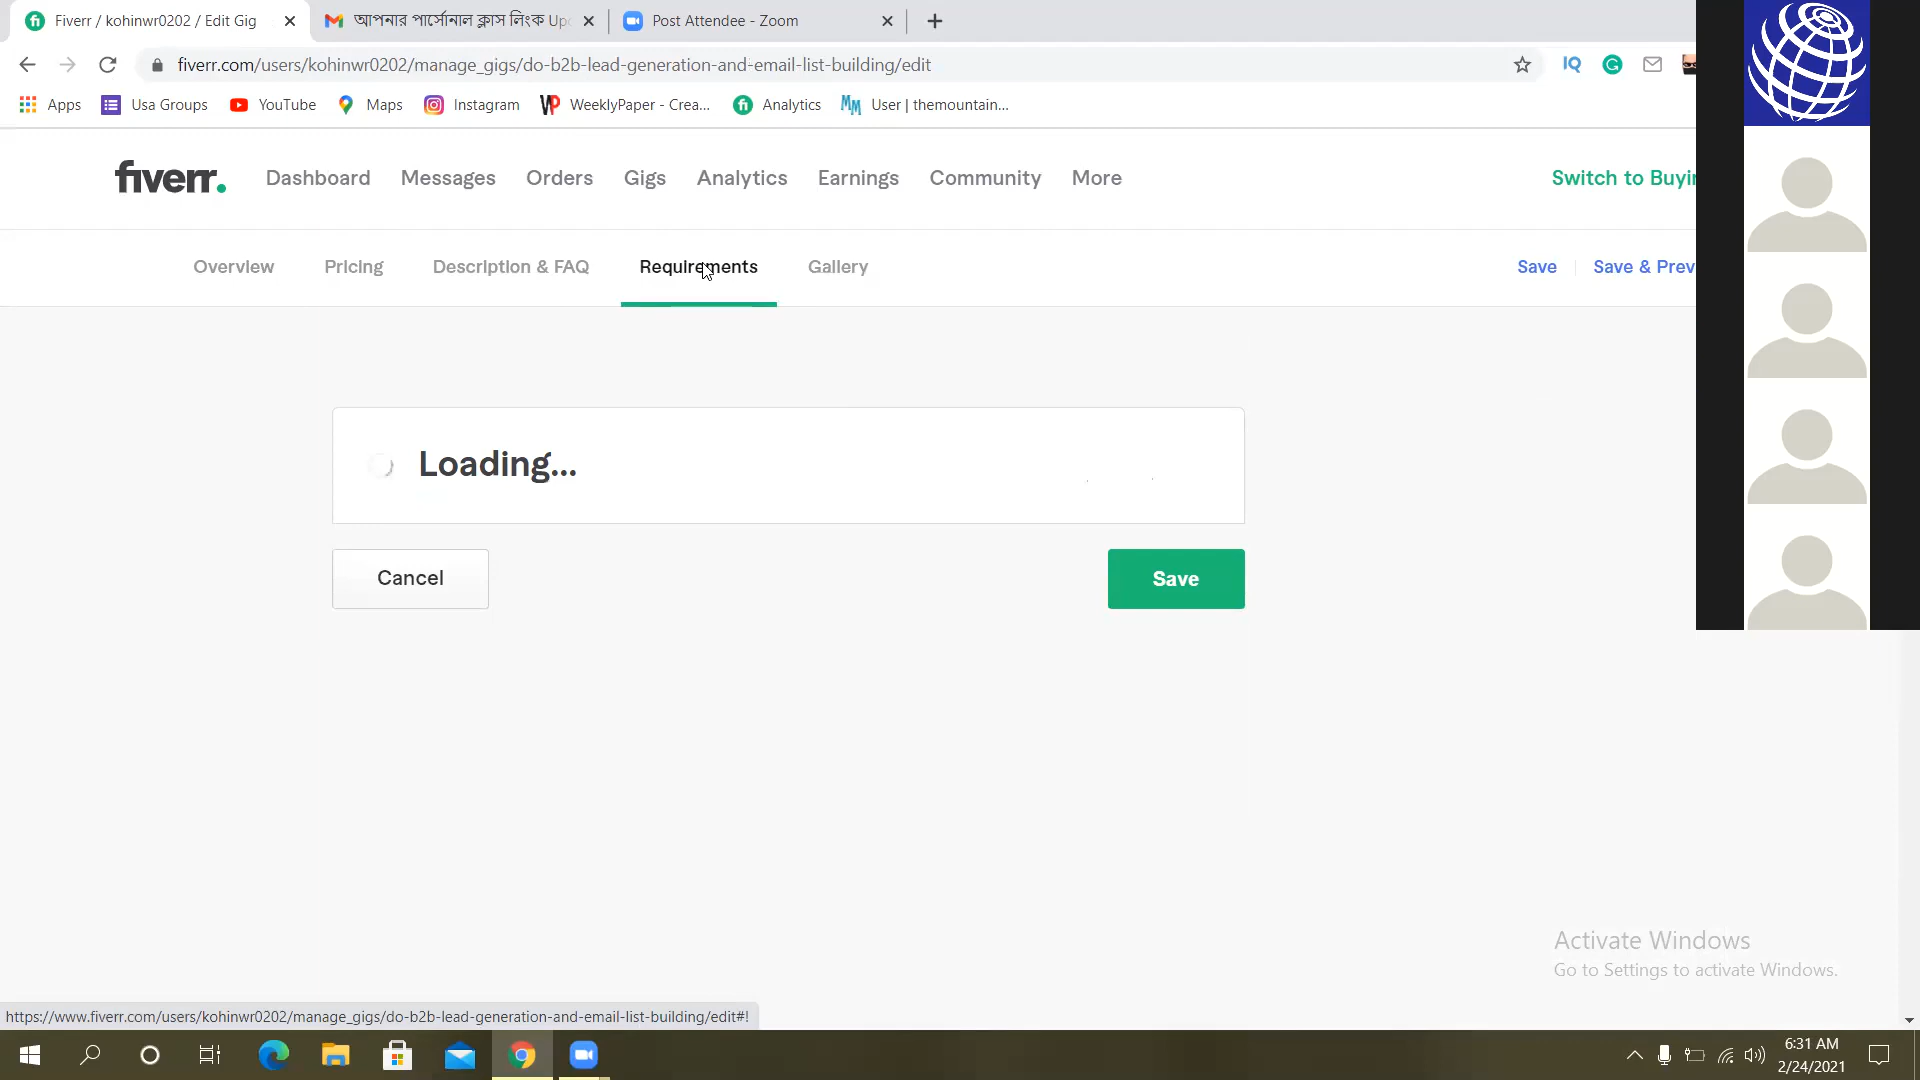 Fiverr / kohinwr0202 / Edit Gig
আপনার পার্সোনাল ক্লাস লিংক Up
Post Attendee - Zoom
fiverr.com/users/kohinwr0202/manage_gigs/do-b2b-lead-generation-and-email-list-building/edit
IQ
Apps
Usa Groups
YouTube
Maps
Instagram
WeeklyPaper - Crea...
Analytics
User | themountain...
fiverr.
Dashboard
Messages
Orders
Gigs
Analytics
Earnings
Community
More
Switch to Buyin
Overview
Pricing
Description & FAQ
Requirements
Gallery
Save
Save & Prev
Loading...
Cancel
Save
Activate Windows
Go to Settings to activate Windows.
https://www.fiverr.com/users/kohinwr0202/manage_gigs/do-b2b-lead-generation-and-email-list-building/edit#!
6:31 AM
2/24/2021